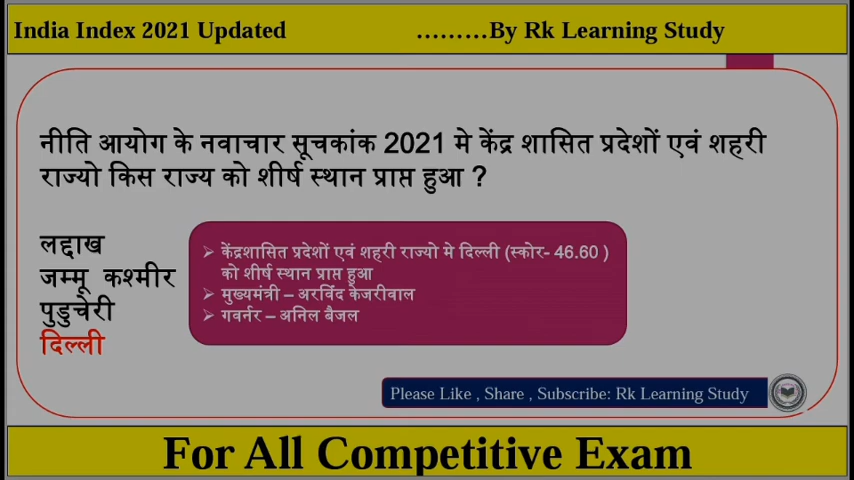 India Index 2021 Updated ………By Rk Learning Study
नीति आयोग के नवाचार सूचकांक 2021 मे केंद्र शासित प्रदेशों एवं शहरी
राज्यो किस राज्य को शीर्ष स्थान प्राप्त हुआ ?
लद्दाख
जम्मू कश्मीर
पुडुचेरी
दिल्ली
➢ केंद्रशासित प्रदेशों एवं शहरी राज्यो मे दिल्ली (स्कोर- 46.60 )
को शीर्ष स्थान प्राप्त हुआ
➢ मुख्यमंत्री – अरविंद केजरीवाल
➢ गवर्नर – अनिल बैजल
Please Like , Share , Subscribe: Rk Learning Study
For All Competitive Exam